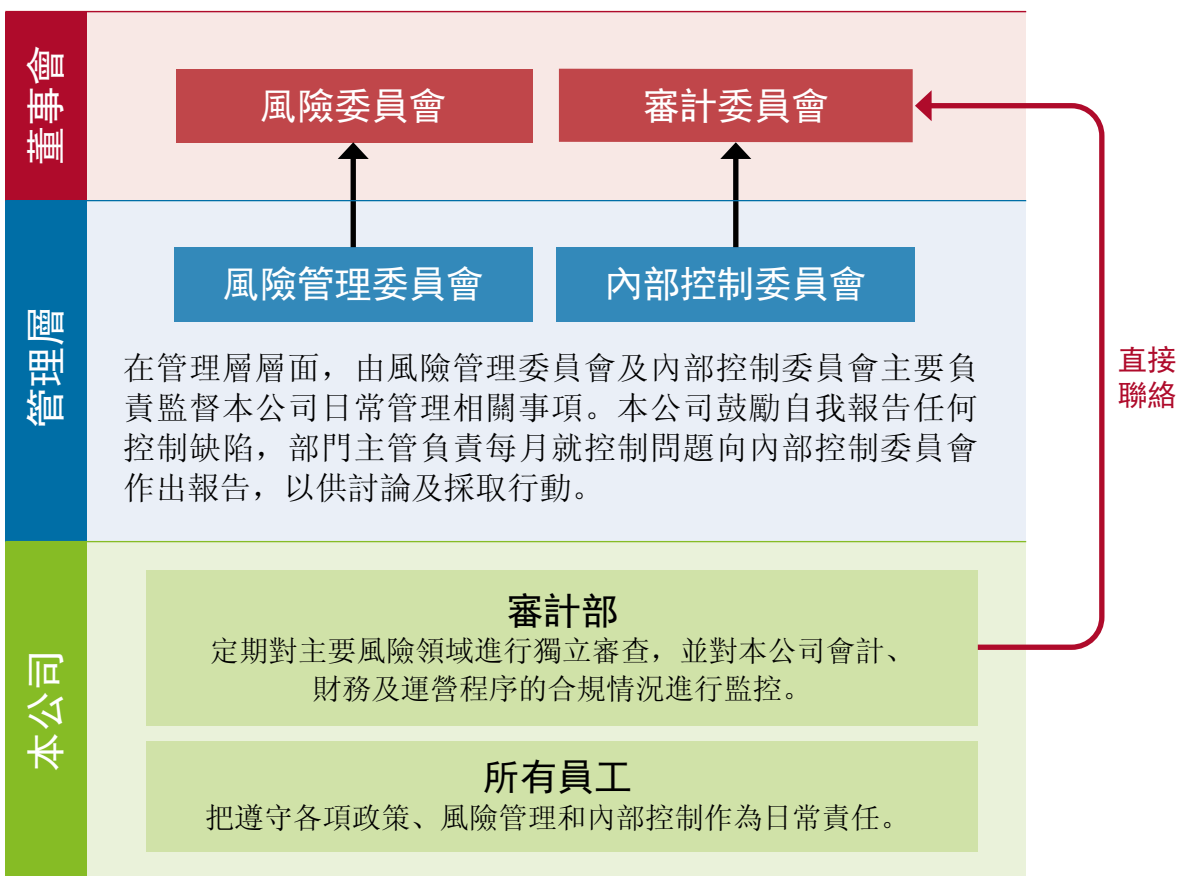 董事會
風險委員會
審計委員會
管理層
風險管理委員會
內部控制委員會
在管理層層面，由風險管理委員會及內部控制委員會主要負
責監督本公司日常管理相關事項。本公司鼓勵自我報告任何
控制缺陷，部門主管負責每月就控制問題向內部控制委員會
作出報告，以供討論及採取行動。
直接
聯絡
本公司
審計部
定期對主要風險領域進行獨立審查，並對本公司會計、
財務及運營程序的合規情況進行監控。
所有員工
把遵守各項政策、風險管理和內部控制作為日常責任。